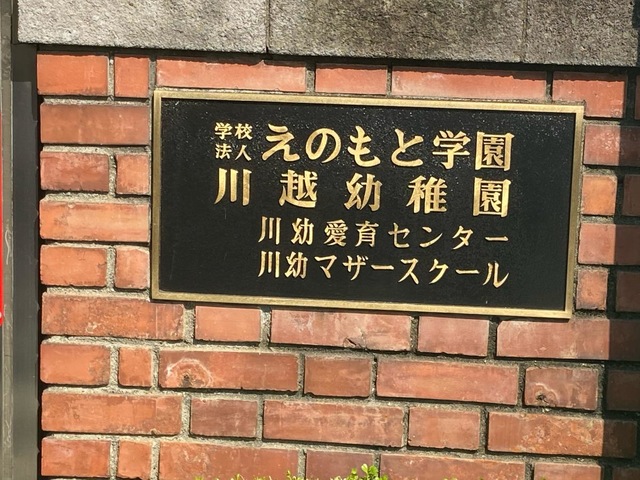 学校法人 えのもと学園
川越幼稚園
川幼愛育センター
川幼マザースクール